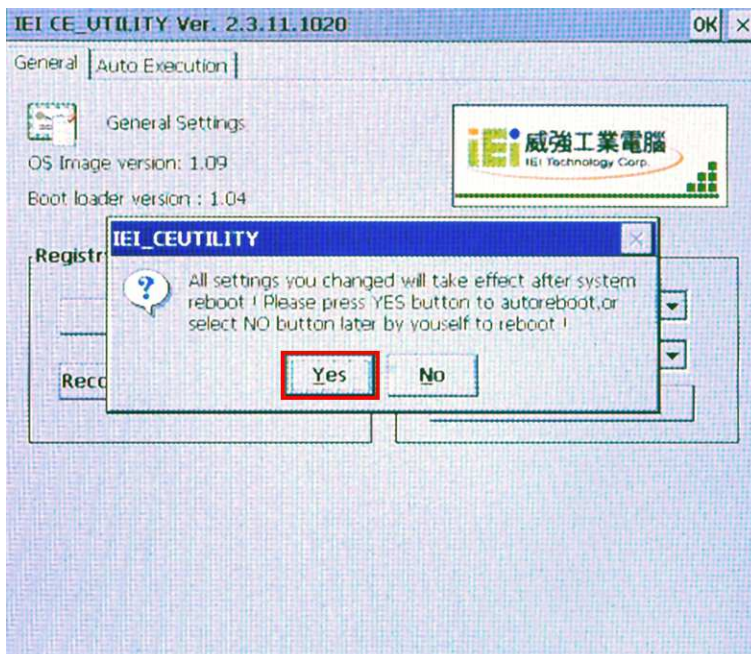 IEI CE_UTILITY Ver. 2.3.11.1020 OK ×
General Auto Execution
General Settings
OS Image version: 1.09
Boot loader version : 1.04
威強工業電腦
IEI Technology Corp.
IEI_CEUTILITY
All settings you changed will take effect after system
reboot ! Please press YES button to autoreboot,or
select NO button later by youself to reboot !
Yes No